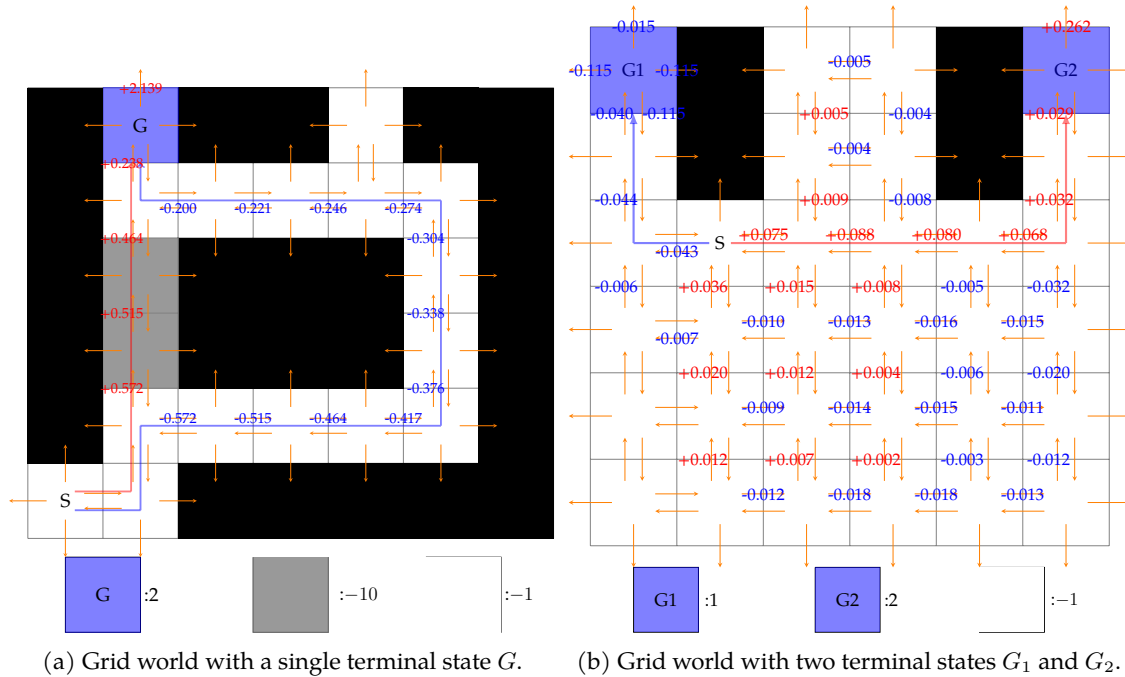 +2.139
G
+0.238
-0.200 -0.221 -0.246 -0.274
+0.464 -0.304
+0.515 -0.338
+0.572 -0.376
-0.572 -0.515 -0.464 -0.417
S
G :2 :−10 :−1
(a) Grid world with a single terminal state G.
-0.015 +0.262
-0.005
-0.115 G1 -0.115 G2
-0.040 -0.115 +0.005 -0.004 +0.029
-0.004
-0.044 +0.009 -0.008 +0.032
S +0.075 +0.088 +0.080 +0.068
-0.043
-0.006 +0.036 +0.015 +0.008 -0.005 -0.032
-0.007 -0.010 -0.013 -0.016 -0.015
+0.020 +0.012 +0.004 -0.006 -0.020
-0.009 -0.014 -0.015 -0.011
+0.012 +0.007 +0.002 -0.003 -0.012
-0.012 -0.018 -0.018 -0.013
G1 :1 G2 :2 :−1
(b) Grid world with two terminal states G1 and G2.